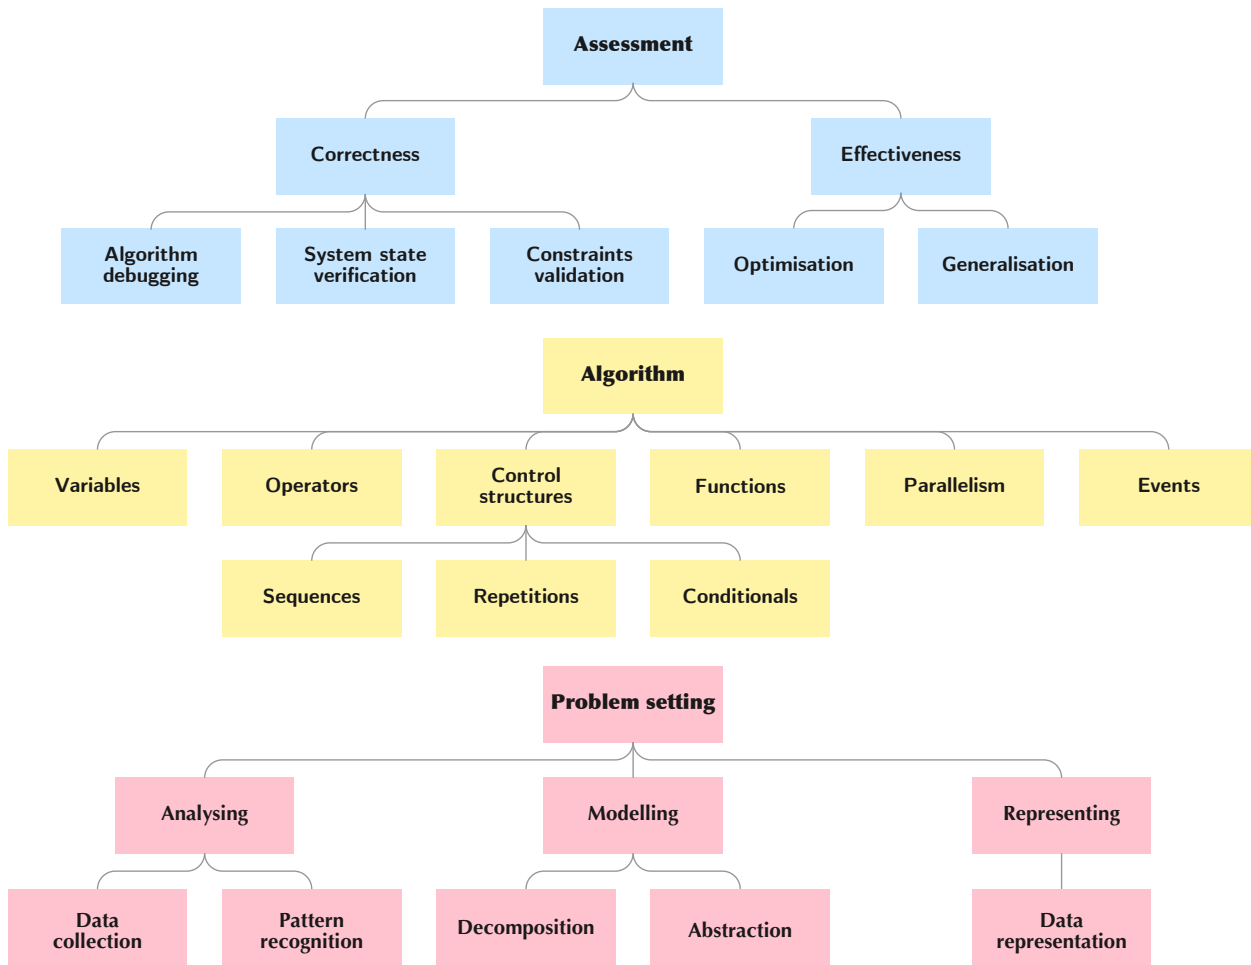 Assessment
Correctness
Effectiveness
Algorithm
debugging
System state
verification
Constraints
validation
Optimisation
Generalisation
Algorithm
Variables
Operators
Control
structures
Functions
Parallelism
Events
Sequences
Repetitions
Conditionals
Problem setting
Analysing
Modelling
Representing
Data
collection
Pattern
recognition
Decomposition
Abstraction
Data
representation